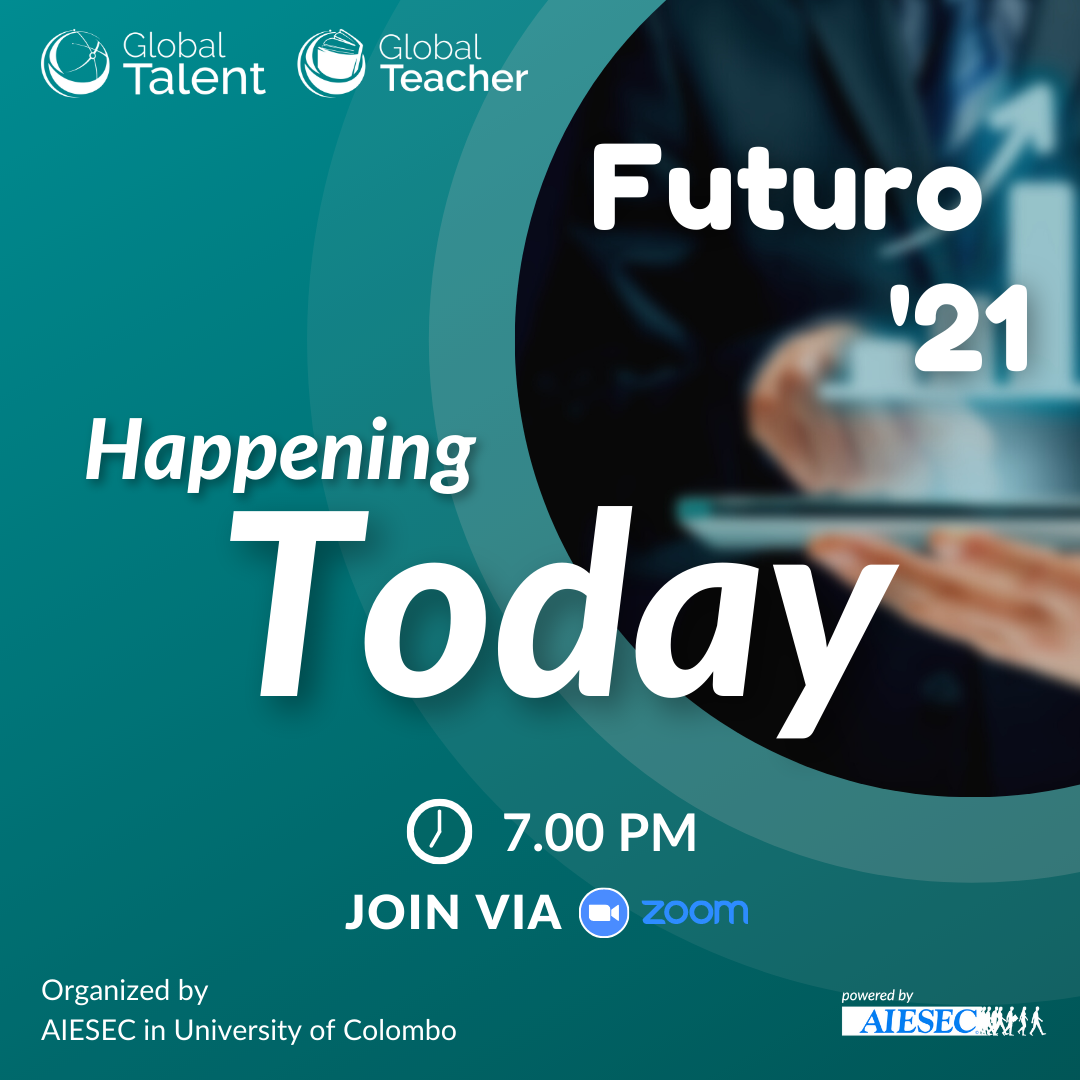 Global
Talent
Global
Teacher
Futuro
'21
Happening
Today
7.00 PM
JOIN VIA zoom
Organized by
AIESEC in University of Colombo
powered by
AIESEC